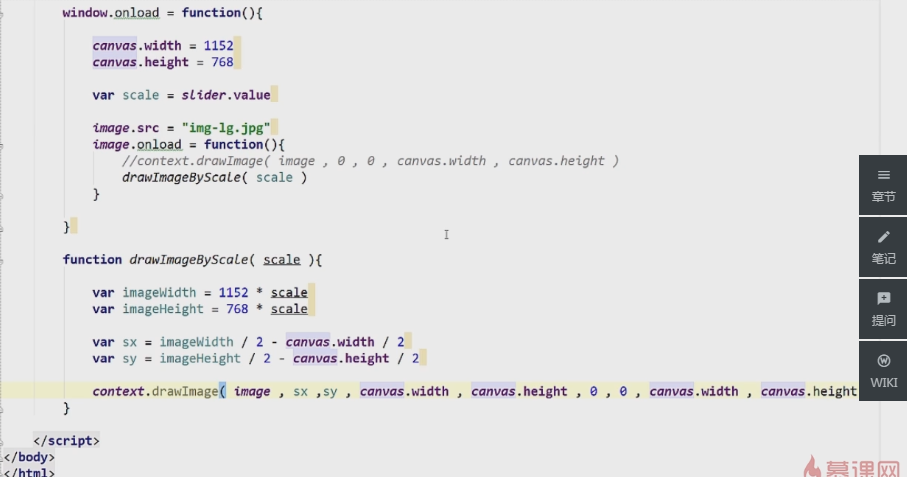 window.onload = function(){
canvas.width = 1152
canvas.height = 768
var scale = slider.value
image.src = "img-lg.jpg"
image.onload = function(){
//context.drawImage( image , 0 , 0 , canvas.width , canvas.height )
drawImageByScale( scale )
}
}
function drawImageByScale( scale ){
var imageWidth = 1152 * scale
var imageHeight = 768 * scale
var sx = imageWidth / 2 - canvas.width / 2
var sy = imageHeight / 2 - canvas.height / 2
context.drawImage( image , sx ,sy , canvas.width , canvas.height , 0 , 0 , canvas.width , canvas.height
}
</script>
</body>
</html>
章节
笔记
提问
WIKI
慕课网